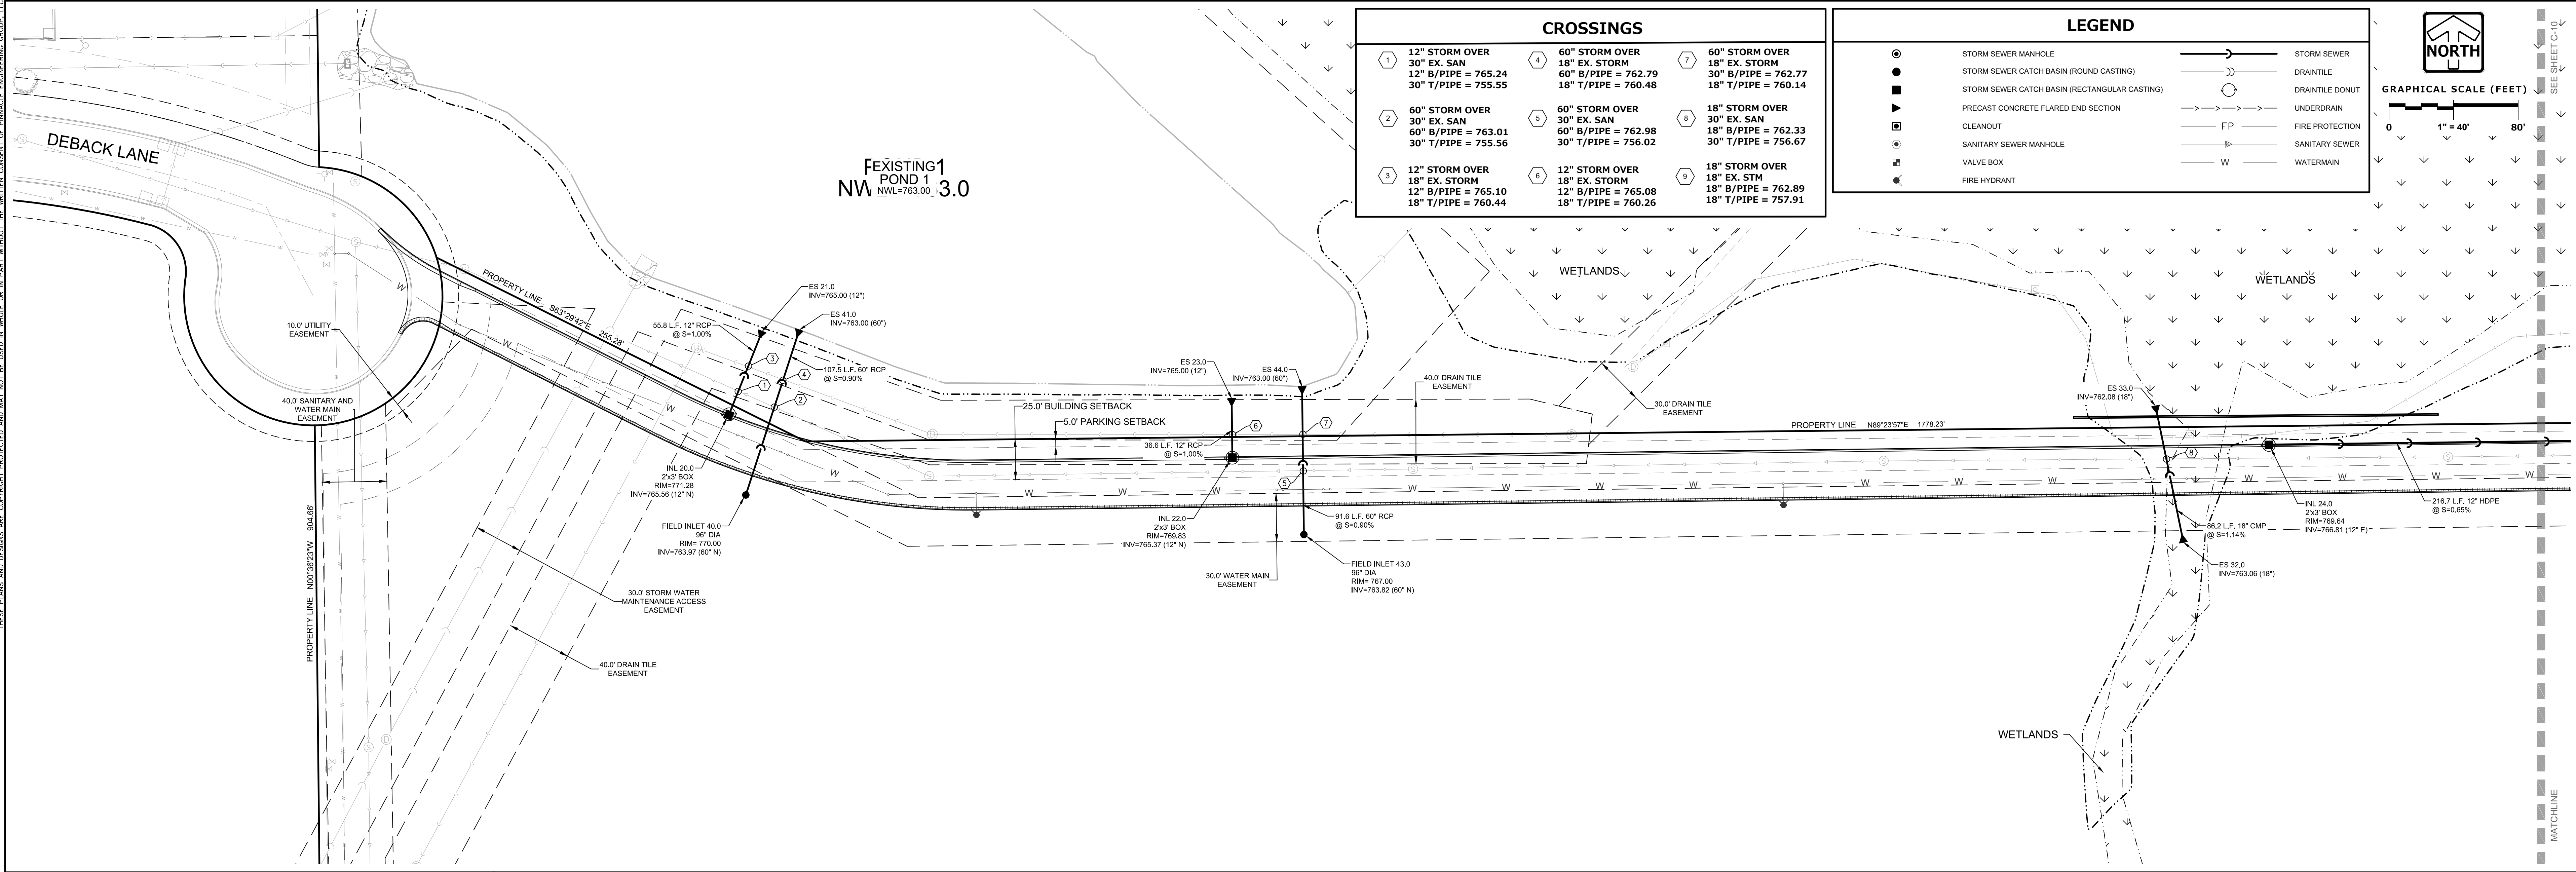 CROSSINGS
1
12" STORM OVER
30" EX. SAN
12" B/PIPE = 765.24
30" T/PIPE = 755.55
4
60" STORM OVER
18" EX. STORM
60" B/PIPE = 762.79
18" T/PIPE = 760.48
7
60" STORM OVER
18" EX. STORM
30" B/PIPE = 762.77
18" T/PIPE = 760.14
2
60" STORM OVER
30" EX. SAN
60" B/PIPE = 763.01
30" T/PIPE = 755.56
5
60" STORM OVER
30" EX. SAN
60" B/PIPE = 762.98
30" T/PIPE = 756.02
8
18" STORM OVER
30" EX. SAN
18" B/PIPE = 762.33
30" T/PIPE = 756.67
3
12" STORM OVER
18" EX. STORM
12" B/PIPE = 765.10
18" T/PIPE = 760.44
6
12" STORM OVER
18" EX. STORM
12" B/PIPE = 765.08
18" T/PIPE = 760.26
9
18" STORM OVER
18" EX. STM
18" B/PIPE = 762.89
18" T/PIPE = 757.91
LEGEND
STORM SEWER MANHOLE
STORM SEWER CATCH BASIN (ROUND CASTING)
STORM SEWER CATCH BASIN (RECTANGULAR CASTING)
PRECAST CONCRETE FLARED END SECTION
CLEANOUT
SANITARY SEWER MANHOLE
VALVE BOX
FIRE HYDRANT
STORM SEWER
DRAINTILE
DRAINTILE DONUT
UNDERDRAIN
FP FIRE PROTECTION
SANITARY SEWER
W WATERMAIN
NORTH
GRAPHICAL SCALE (FEET)
0 1" = 40' 80'
SEE SHEET C-10
MATCHLINE
DEBACK LANE
EXISTING
POND 1
NWL=763.00
WETLANDS
WETLANDS
WETLANDS
PROPERTY LINE S63°29'42"E 255.28'
10.0' UTILITY
EASEMENT
40.0' SANITARY AND
WATER MAIN
EASEMENT
PROPERTY LINE N00°36'23"W 904.66'
ES 21.0
INV=765.00 (12")
55.8 L.F. 12" RCP
@ S=1.00%
ES 41.0
INV=763.00 (60")
107.5 L.F. 60" RCP
@ S=0.90%
3
4
1
2
INL 20.0
2'x3' BOX
RIM=771.28
INV=765.56 (12" N)
FIELD INLET 40.0
96" DIA
RIM= 770.00
INV=763.97 (60" N)
30.0' STORM WATER
MAINTENANCE ACCESS
EASEMENT
40.0' DRAIN TILE
EASEMENT
25.0' BUILDING SETBACK
5.0' PARKING SETBACK
ES 23.0
INV=765.00 (12")
ES 44.0
INV=763.00 (60")
36.6 L.F. 12" RCP
@ S=1.00%
6
7
5
INL 22.0
2'x3' BOX
RIM=769.83
INV=765.37 (12" N)
91.6 L.F. 60" RCP
@ S=0.90%
FIELD INLET 43.0
96" DIA
RIM= 767.00
INV=763.82 (60" N)
30.0' WATER MAIN
EASEMENT
40.0' DRAIN TILE
EASEMENT
30.0' DRAIN TILE
EASEMENT
PROPERTY LINE N89°23'57"E 1778.23'
ES 33.0
INV=762.08 (18")
8
86.2 L.F. 18" CMP
@ S=1.14%
ES 32.0
INV=763.06 (18")
INL 24.0
2'x3' BOX
RIM=769.64
INV=766.81 (12" E)
216.7 L.F. 12" HDPE
@ S=0.65%